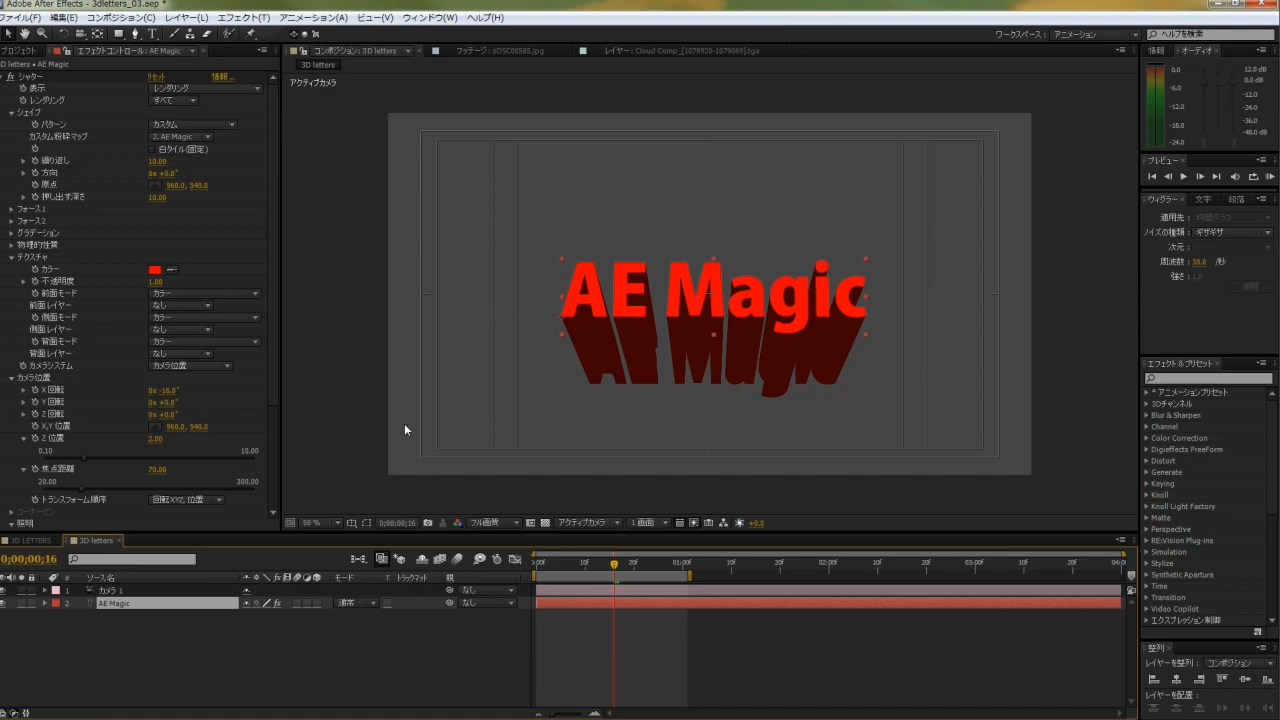 Adobe After Effects - 3dletters_03.aep *
ファイル(F) 編集(E) コンポジション(C) レイヤー(L) エフェクト(T) アニメーション(A) ビュー(V) ウィンドウ(W) ヘルプ(H)
ワークスペース : アニメーション ヘルプを検索
プロジェクト エフェクトコントロール: AE Magic
コンポジション: 3D letters フッテージ: sDSC00585.jpg レイヤー: Cloud Comp_[1078920-1079069].tga
情報 オーディオ
D letters • AE Magic
3D letters
アクティブカメラ
シャター リセット 情報...
表示 レンダリング
レンダリング すべて
シェイプ
パターン カスタム
カスタム粉砕マップ 2. AE Magic
白タイル(固定)
繰り返し 10.00
方向 0x +0.0°
原点 960.0, 540.0
押し出す深さ 10.00
フォース1
フォース2
グラデーション
物理的性質
テクスチャ
カラー
不透明度 1.00
前面モード カラー
前面レイヤー なし
側面モード カラー
側面レイヤー なし
背面モード カラー
背面レイヤー なし
カメラシステム カメラ位置
カメラ位置
X 回転 0x -16.0°
Y 回転 0x +0.0°
Z 回転 0x +0.0°
X,Y 位置 960.0, 540.0
Z 位置 2.00
0.10 10.00
焦点距離 70.00
20.00 300.00
トランスフォーム順序 回転XYZ, 位置
コーナーピン
照明
AE Magic
50 % 0;00;00;16 フル画質 アクティブカメラ 1 画面 +0.0
0.0
-6.0
-12.0
-18.0
-24.0
12.0 dB
0.0 dB
-12.0
-24.0
-36.0
-48.0 dB
プレビュー
ウィグラー 文字 段落
適用先 : 時間グラフ
ノイズの種類 : ギザギザ
次元 :
周波数 : 30.0 /秒
強さ : 1.0
適用
エフェクト & プリセット
* アニメーションプリセット
3Dチャンネル
Blur & Sharpen
Channel
Color Correction
Digieffects FreeForm
Distort
Generate
Keying
Knoll
Knoll Light Factory
Matte
Perspective
RE:Vision Plug-ins
Simulation
Stylize
Synthetic Aperture
Time
Transition
Video Copilot
エクスプレッション制御
整列
レイヤーを整列 : コンポジション
レイヤーを配置 :
3D LETTERS 3D letters
0;00;00;16
:00f 10f 20f 01:00f 10f 20f 02:00f 10f 20f 03:00f 10f 20f 04:0
# ソース名 モード T トラックマット 親
1 カメラ 1 なし
2 AE Magic 通常 なし